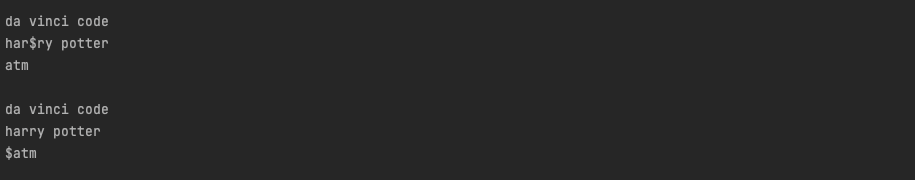 da vinci code
har$ry potter
atm

da vinci code
harry potter
$atm